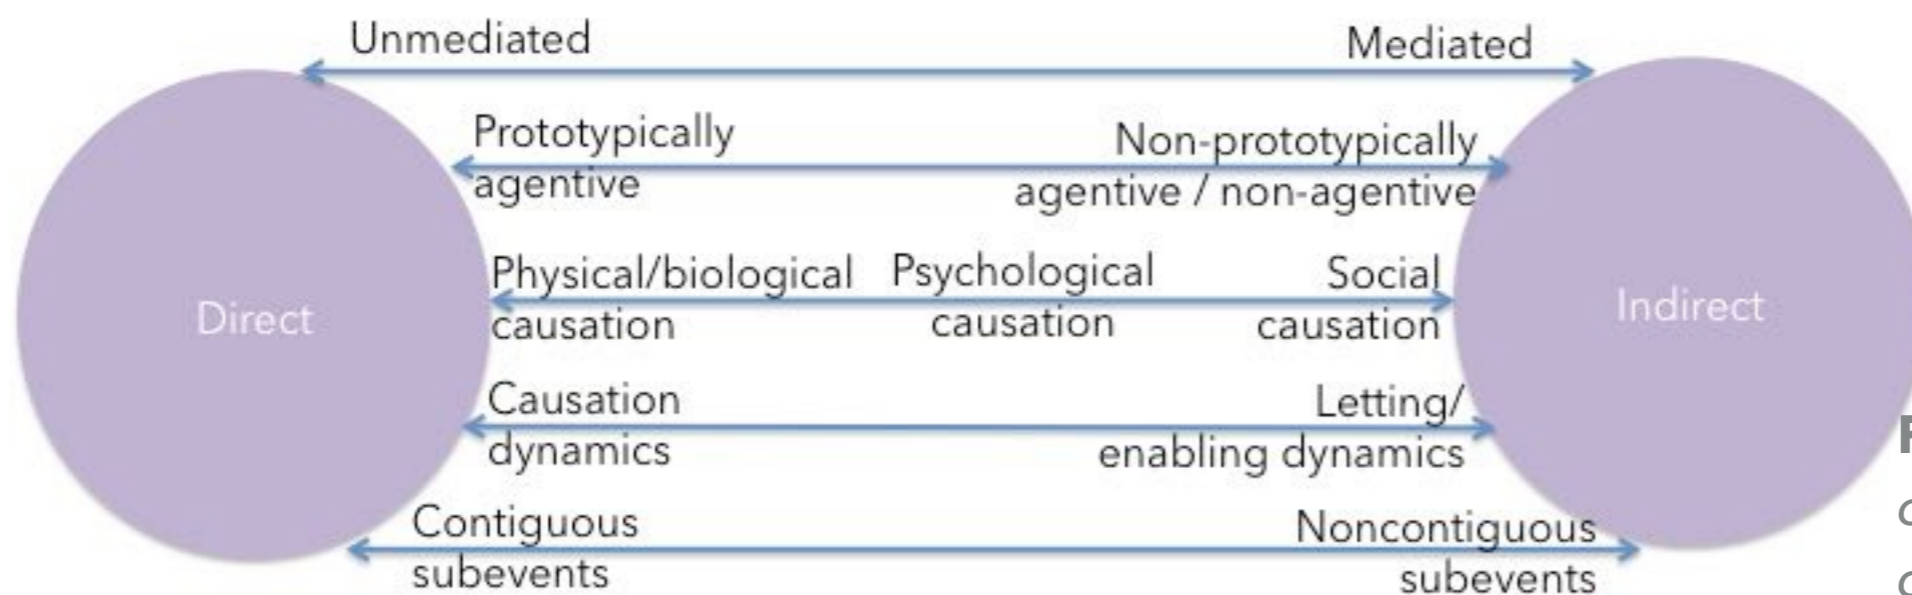 Unmediated Mediated
Prototypically Non-prototypically
agentive agentive / non-agentive
Physical/biological Psychological Social
causation causation causation
Direct Indirect
Causation Letting/
dynamics enabling dynamics
Contiguous Noncontiguous
subevents subevents